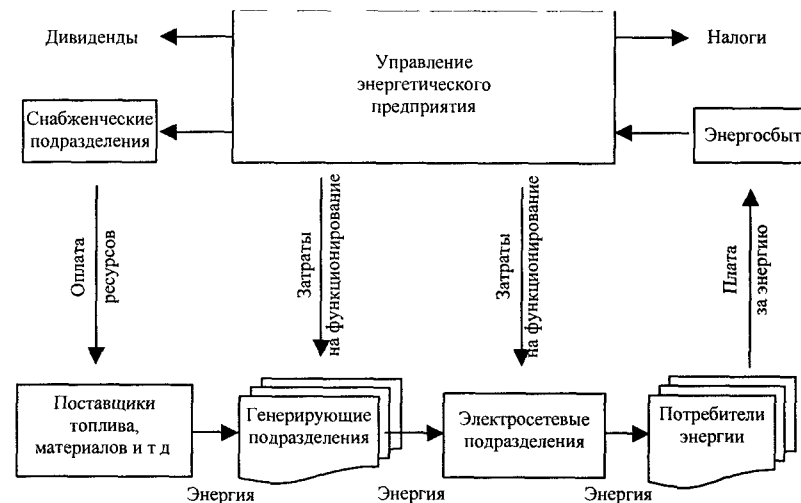 Дивиденды
Управление
энергетического
предприятия
Налоги
Снабженческие
подразделения
Энергосбыт
Оплата
ресурсов
Затраты
на функционирование
Затраты
на функционирование
Плата
за энергию
Поставщики
топлива,
материалов и т д
Генерирующие
подразделения
Электросетевые
подразделения
Потребители
энергии
Энергия
Энергия
Энергия